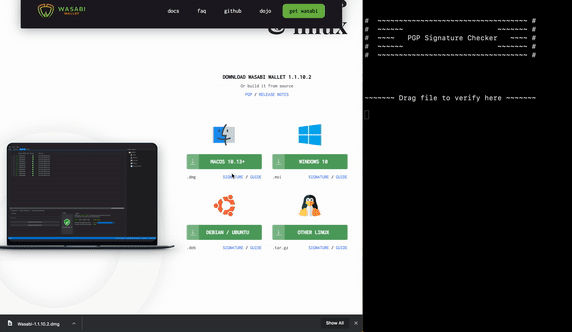 WASABI
WALLET
docs
faq
github
dojo
get wasabi
& linux
DOWNLOAD WASABI WALLET 1.1.10.2
Or build it from source
PGP / RELEASE NOTES
MACOS 10.13+
WINDOWS 10
.dmg
SIGNATURE / GUIDE
.msi
SIGNATURE / GUIDE
DEBIAN / UBUNTU
OTHER LINUX
.deb
SIGNATURE / GUIDE
.tar.gz
SIGNATURE / GUIDE
Wasabi-1.1.10.2.dmg
Show All
# ~~~~~~~~~~~~~~~~~~~~~~~~~~~~~~~~~~ #
# ~~~~~~ ~~~~~~~ #
# ~~~~ PGP Signature Checker ~~~~ #
# ~~~~~~ ~~~~~~~ #
# ~~~~~~~~~~~~~~~~~~~~~~~~~~~~~~~~~~ #
~~~~~~~ Drag file to verify here ~~~~~~~